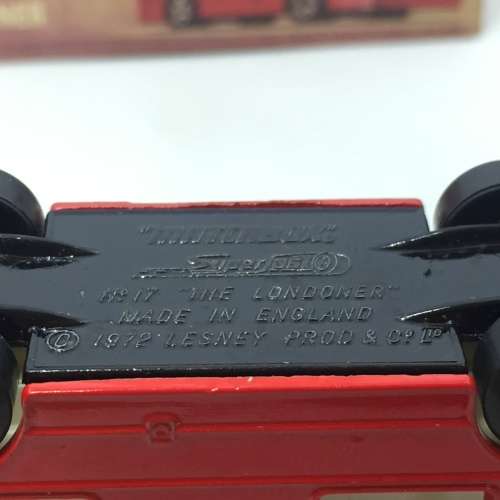 "MATCHBOX"
Superfast
No 17 "THE LONDONER"
MADE IN ENGLAND
© 1972 LESNEY PROD & Co LTD